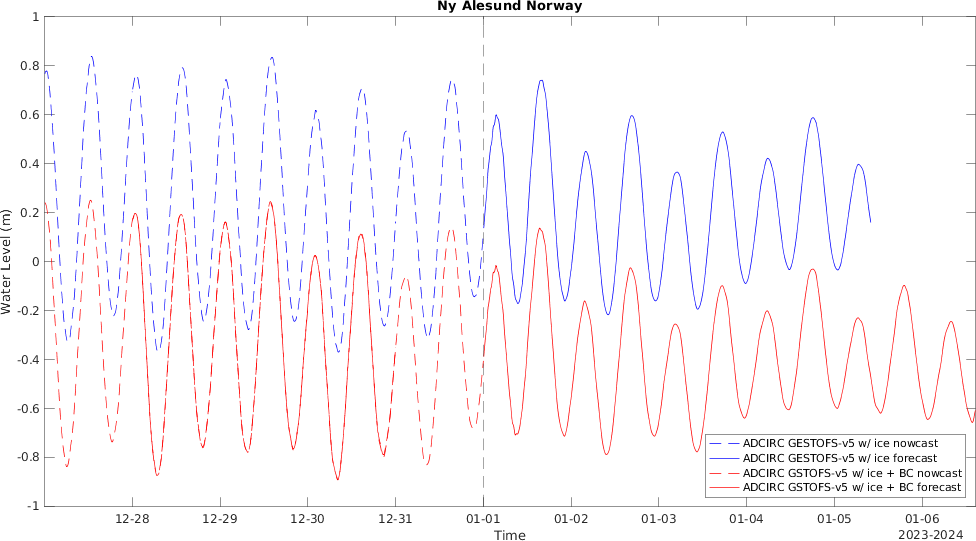 Ny Alesund Norway
1
0.8
0.6
0.4
0.2
0
-0.2
-0.4
-0.6
-0.8
-1
Water Level (m)
12-28 12-29 12-30 12-31 01-01 01-02 01-03 01-04 01-05 01-06
Time
2023-2024
ADCIRC GESTOFS-v5 w/ ice nowcast
ADCIRC GESTOFS-v5 w/ ice forecast
ADCIRC GSTOFS-v5 w/ ice + BC nowcast
ADCIRC GSTOFS-v5 w/ ice + BC forecast